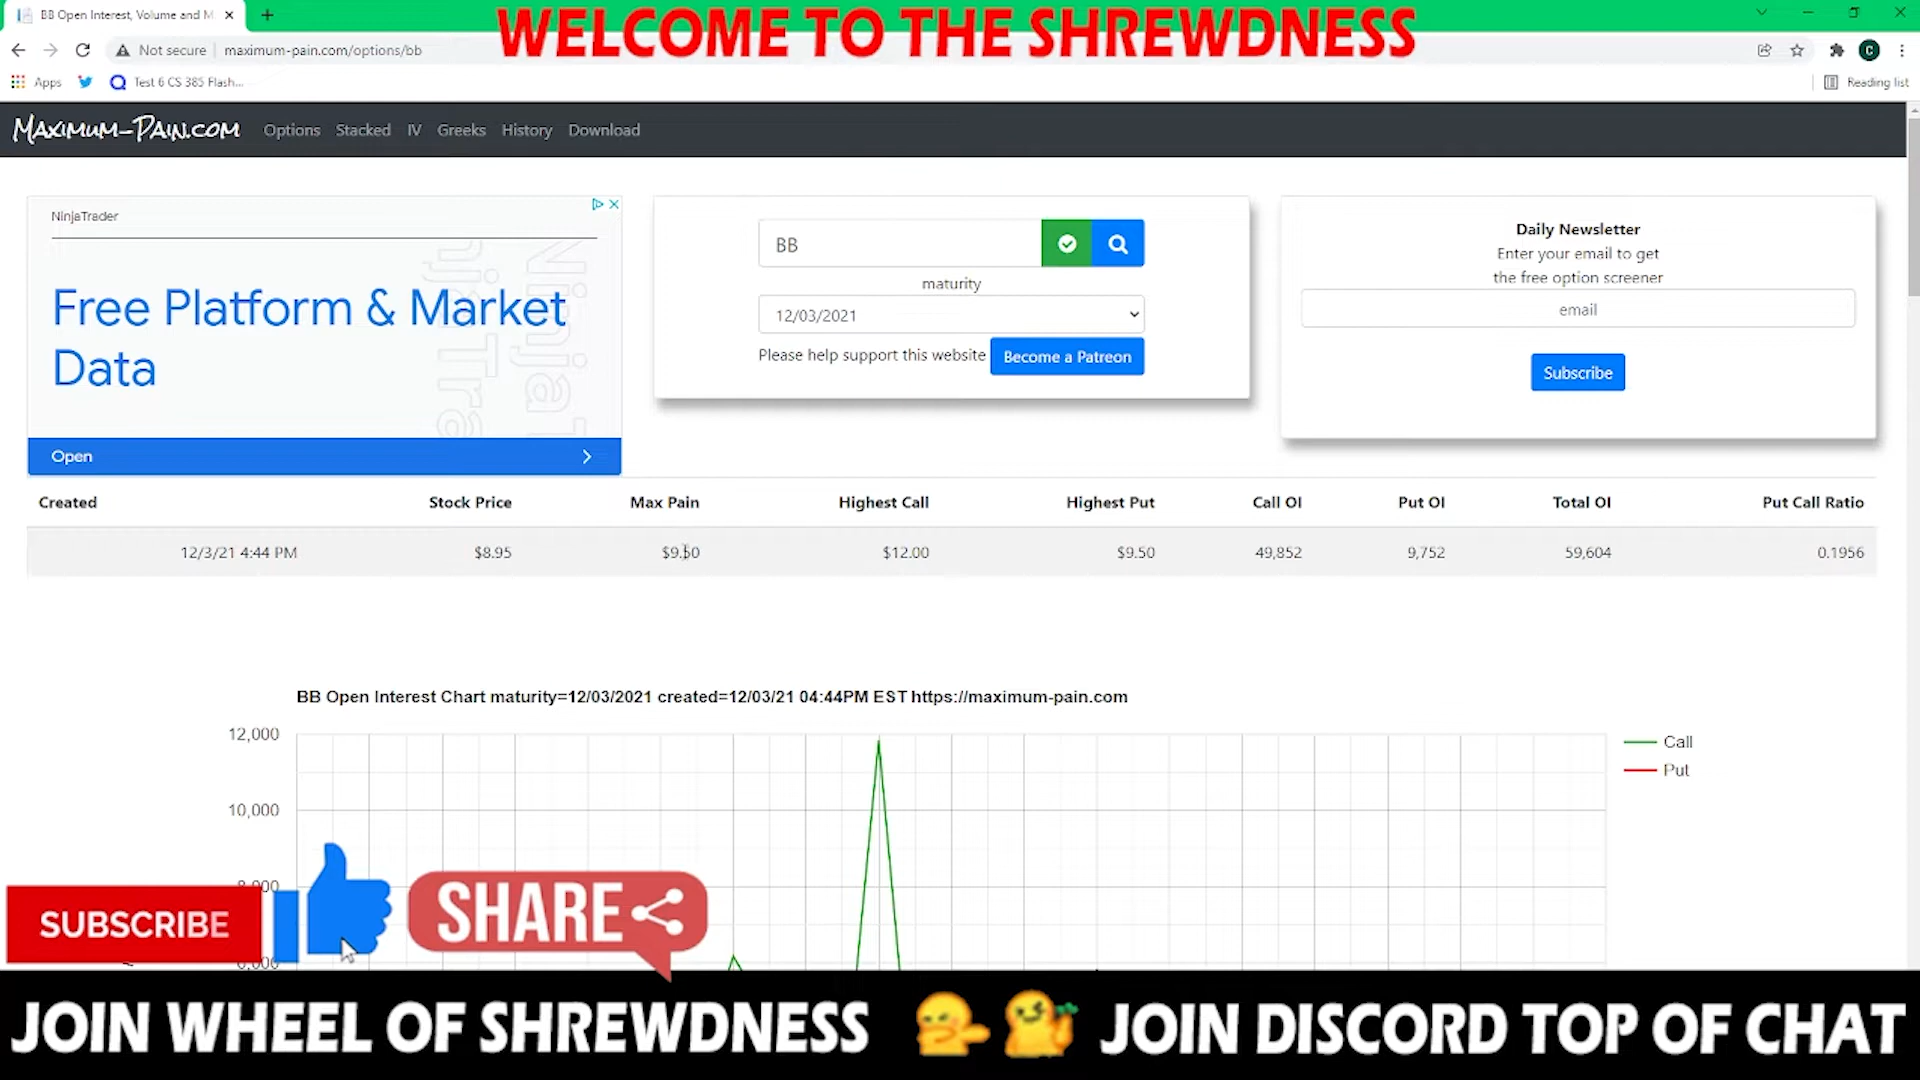 BB Open Interest, Volume and M
WELCOME TO THE SHREWDNESS
Not secure maximum-pain.com/options/bb
C
Apps Test 6 CS 385 Flash... Reading list
Maximum-Pain.com Options Stacked IV Greeks History Download
NinjaTrader
Free Platform & Market
Data
Open
BB
maturity
12/03/2021
Please help support this website Become a Patreon
Daily Newsletter
Enter your email to get
the free option screener
email
Subscribe
Created Stock Price Max Pain Highest Call Highest Put Call OI Put OI Total OI Put Call Ratio
12/3/21 4:44 PM $8.95 $9.50 $12.00 $9.50 49,852 9,752 59,604 0.1956
BB Open Interest Chart maturity=12/03/2021 created=12/03/21 04:44PM EST https://maximum-pain.com
12,000
Call
Put
10,000
SUBSCRIBE SHARE
JOIN WHEEL OF SHREWDNESS JOIN DISCORD TOP OF CHAT